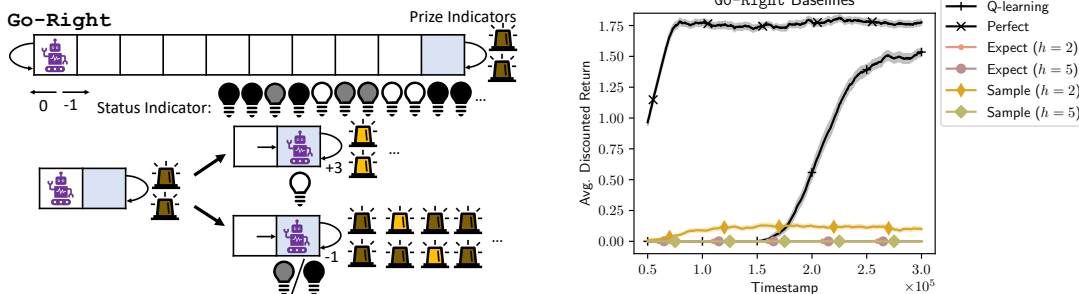 Go-Right
Prize Indicators
0 -1
Status Indicator:
...
...
+3
-1
...
Go-Right Baselines
Avg. Discounted Return
1.75
1.50
1.25
1.00
0.75
0.50
0.25
0.00
0.5 1.0 1.5 2.0 2.5 3.0
Timestamp
×10⁵
Q-learning
Perfect
Expect (h = 2)
Expect (h = 5)
Sample (h = 2)
Sample (h = 5)